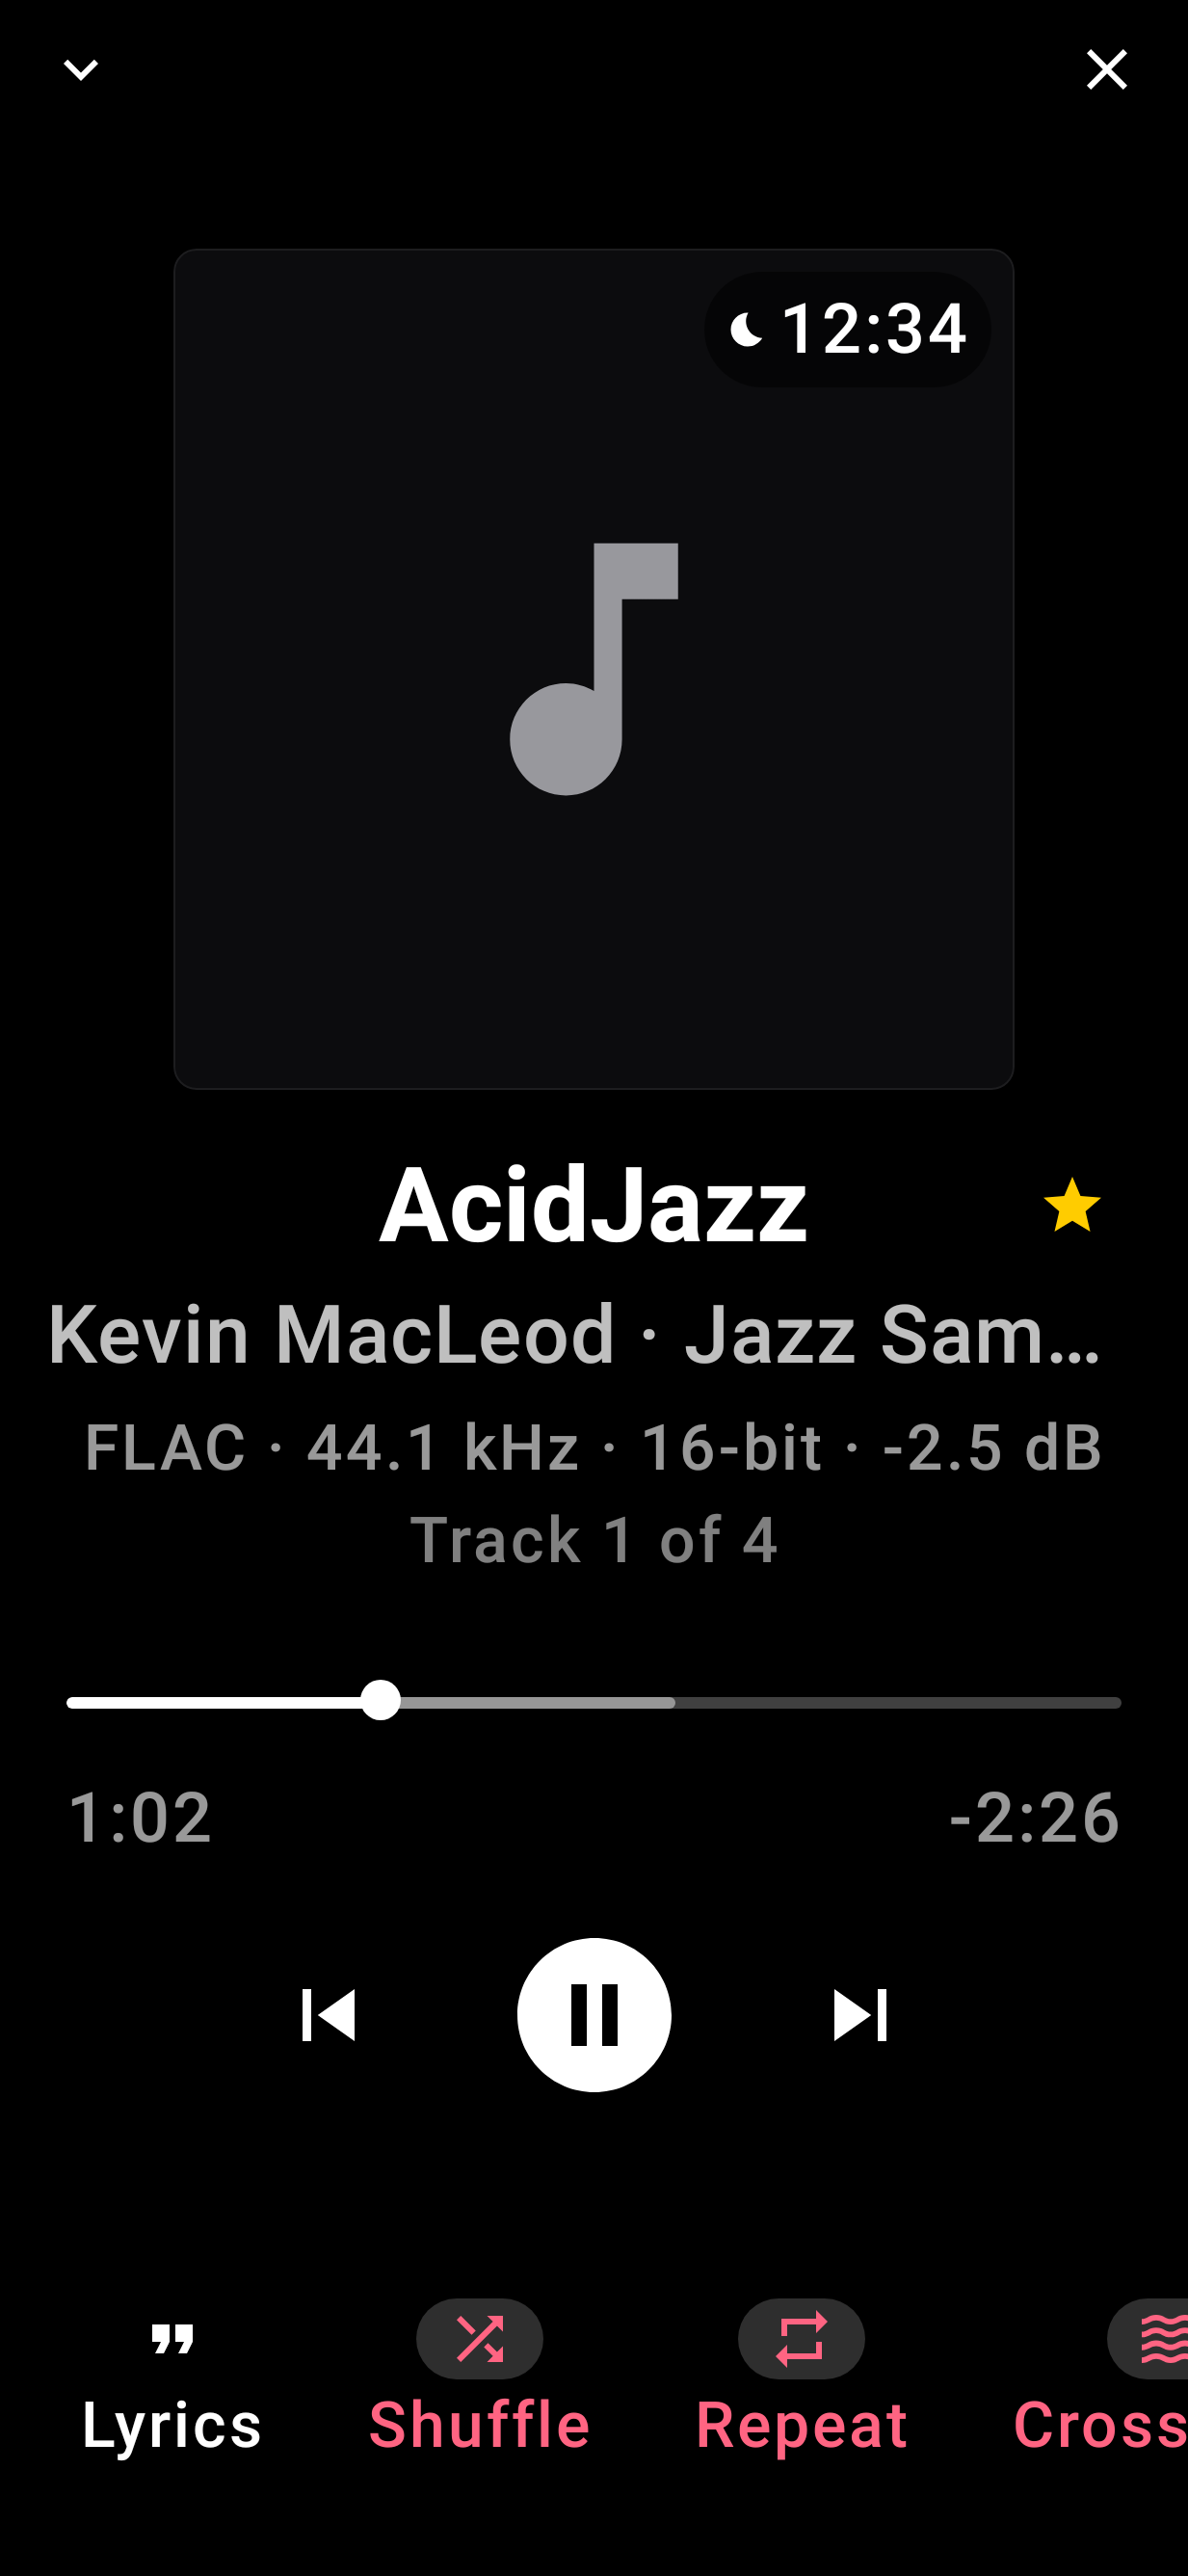 12:34
AcidJazz
Kevin MacLeod · Jazz Sam…
FLAC · 44.1 kHz · 16-bit · -2.5 dB
Track 1 of 4
1:02
-2:26
Lyrics
Shuffle
Repeat
Cross